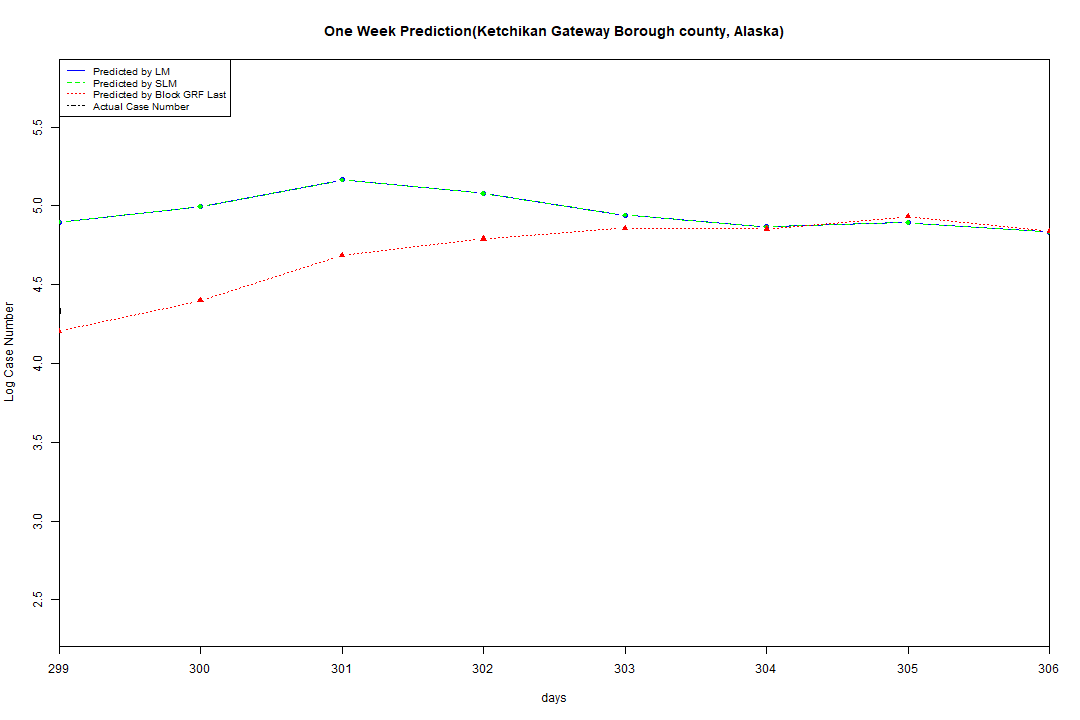 One Week Prediction(Ketchikan Gateway Borough county, Alaska)
Predicted by LM
Predicted by SLM
Predicted by Block GRF Last
Actual Case Number
Log Case Number
5.5
5.0
4.5
4.0
3.5
3.0
2.5
299 300 301 302 303 304 305 306
days